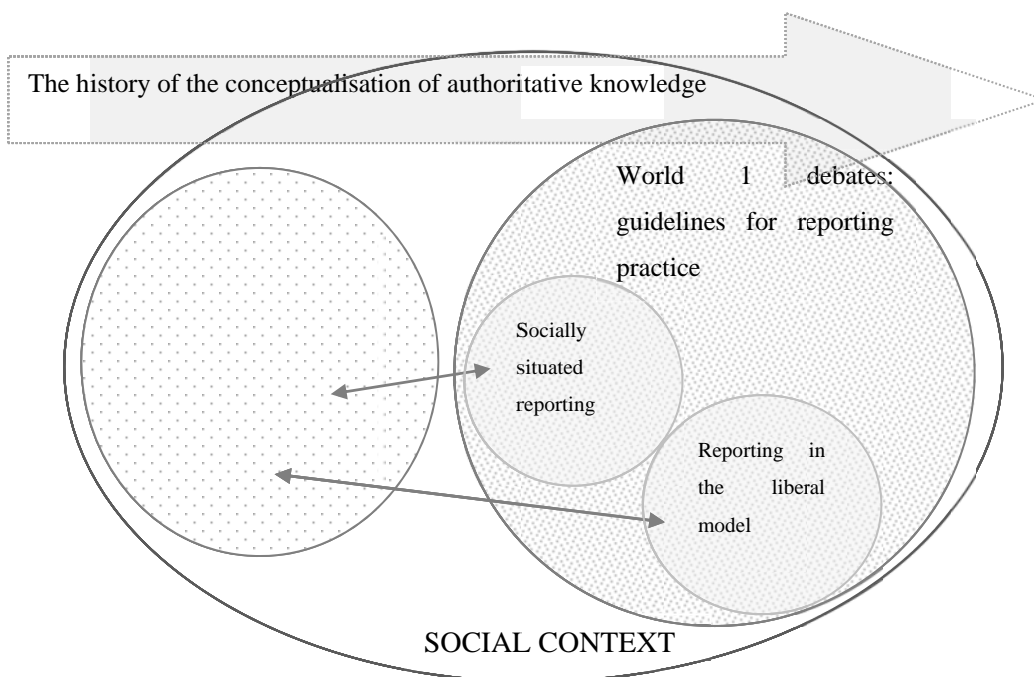 The history of the conceptualisation of authoritative knowledge
World 1 debates:
guidelines for reporting
practice
Socially
situated
reporting
Reporting in
the liberal
model
SOCIAL CONTEXT